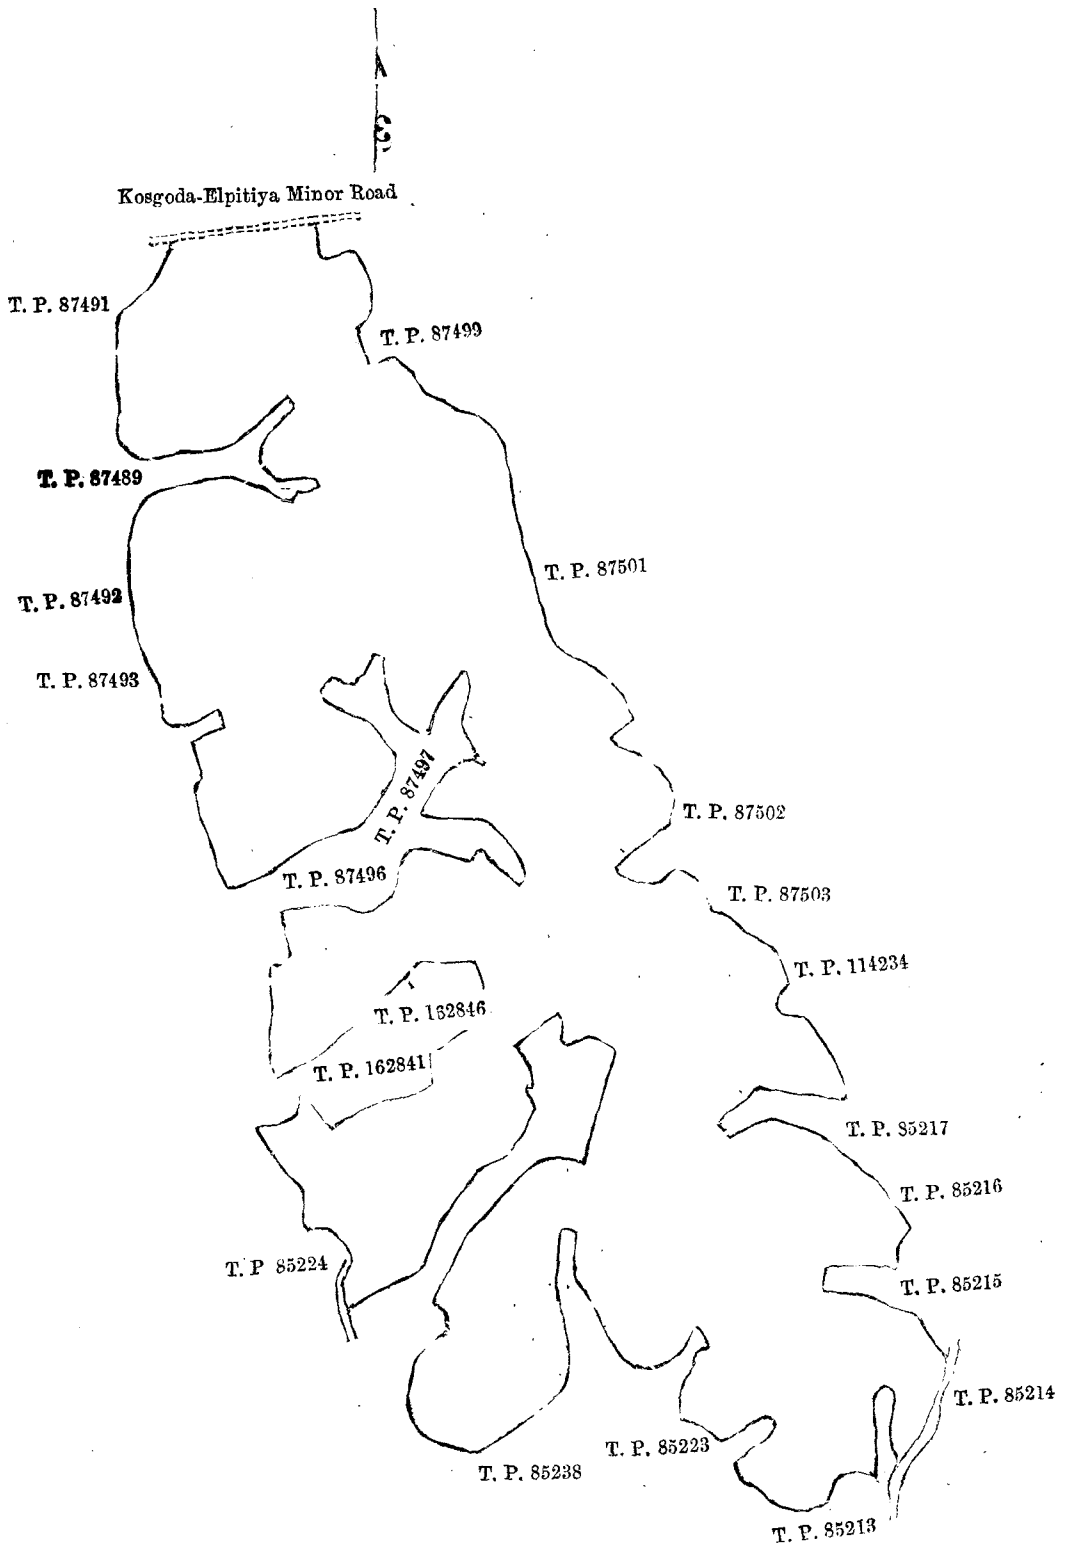 Kosgoda-Elpitiya Minor Road
T. P. 87491
T. P. 87499
T. P. 87489
T. P. 87501
T. P. 87492
T. P. 87493
T. P. 87497
T. P. 87502
T. P. 87496
T. P. 87503
T. P. 114234
T. P. 162846
T. P. 162841
T. P. 85217
T. P. 85216
T. P 85224
T. P. 85215
T. P. 85214
T. P. 85223
T. P. 85238
T. P. 85213